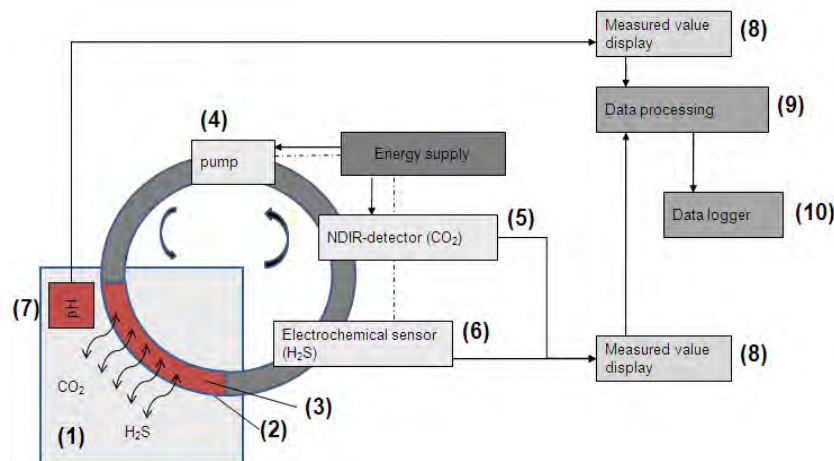 Measured value
display
(8)
Data processing
(9)
(4)
pump
Energy supply
Data logger
(10)
(5)
NDIR-detector (CO₂)
(7)
pH
(6)
Electrochemical sensor
(H₂S)
Measured value
display
(8)
CO₂
(3)
(2)
(1)
H₂S